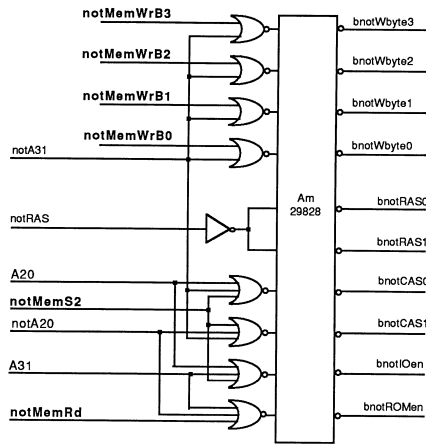 notMemWrB3
bnotWbyte3
notMemWrB2
bnotWbyte2
notMemWrB1
bnotWbyte1
notMemWrB0
bnotWbyte0
notA31
Am
29828
bnotRAS0
notRAS
bnotRAS1
A20
bnotCAS0
notMemS2
notA20
bnotCAS1
A31
bnotIOen
notMemRd
bnotROMen